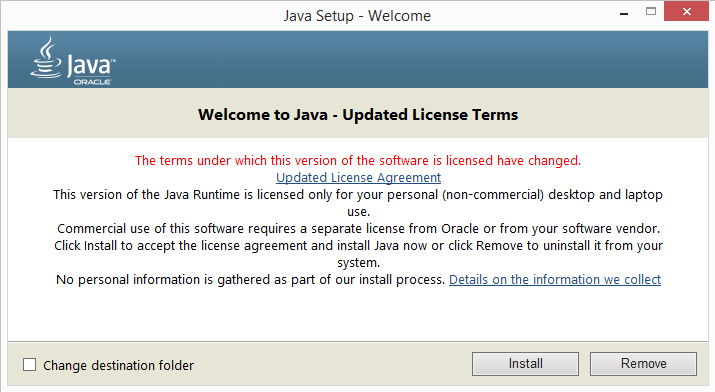 Java Setup - Welcome
Java™
ORACLE
Welcome to Java - Updated License Terms
The terms under which this version of the software is licensed have changed.
Updated License Agreement
This version of the Java Runtime is licensed only for your personal (non-commercial) desktop and laptop
use.
Commercial use of this software requires a separate license from Oracle or from your software vendor.
Click Install to accept the license agreement and install Java now or click Remove to uninstall it from your
system.
No personal information is gathered as part of our install process. Details on the information we collect
Change destination folder
Install
Remove